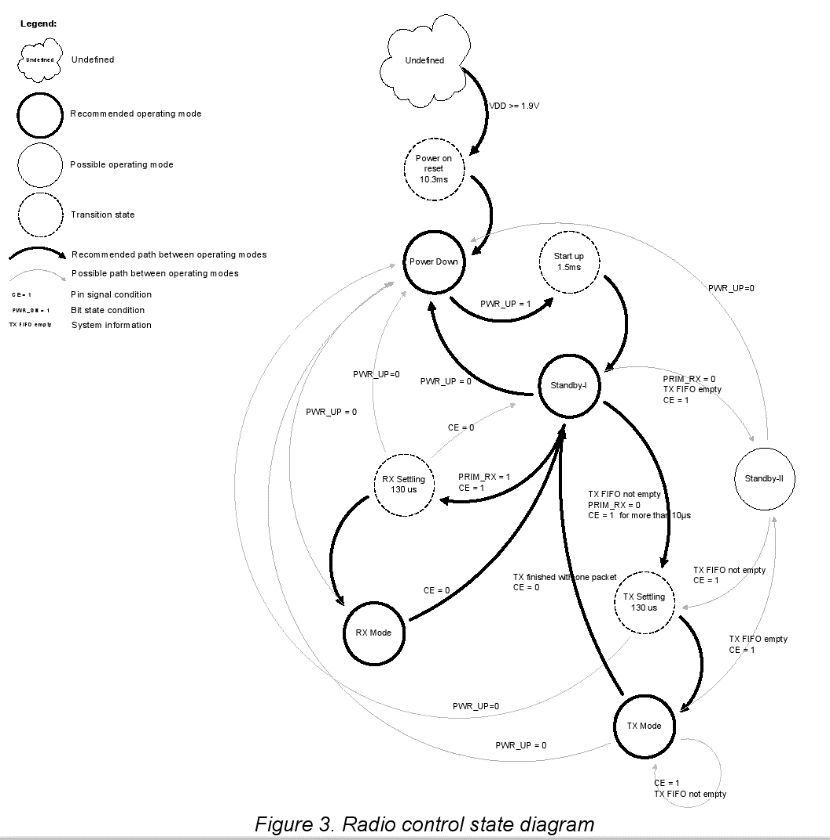 Legend:
Undefined
Undefined
Recommended operating mode
Possible operating mode
Transition state
Recommended path between operating modes
Possible path between operating modes
CE = 1
Pin signal condition
PWR_DN = 1
Bit state condition
TX FIFO empty
System information
Undefined
VDD >= 1.9V
Power on
reset
10.3ms
Power Down
Start up
1.5ms
PWR_UP=0
PWR_UP = 1
PWR_UP=0
PWR_UP = 0
Standby-I
PRIM_RX = 0
TX FIFO empty
CE = 1
PWR_UP = 0
CE = 0
RX Settling
130 us
PRIM_RX = 1
CE = 1
Standby-II
TX FIFO not empty
PRIM_RX = 0
CE = 1 for more than 10µs
CE = 0
TX finished with one packet
CE = 0
TX Settling
130 us
TX FIFO not empty
CE = 1
RX Mode
TX FIFO empty
CE = 1
PWR_UP=0
TX Mode
PWR_UP = 0
CE = 1
TX FIFO not empty
Figure 3. Radio control state diagram